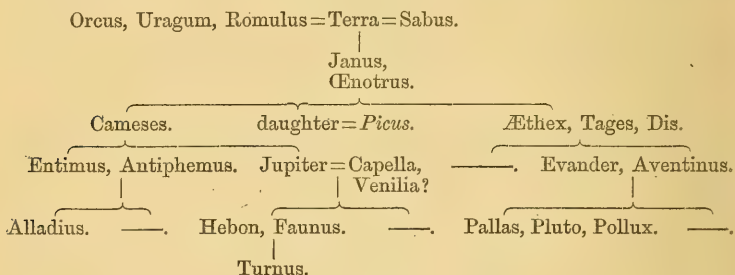 Orcus, Uragum, Romulus=Terra=Sabus.
Janus,
Œnotrus.
Cameses. daughter=Picus. Æthex, Tages, Dis.
Entimus, Antiphemus. Jupiter=Capella, ——. Evander, Aventinus.
Venilia?
Alladius. ——. Hebon, Faunus. ——. Pallas, Pluto, Pollux. ——.
Turnus.